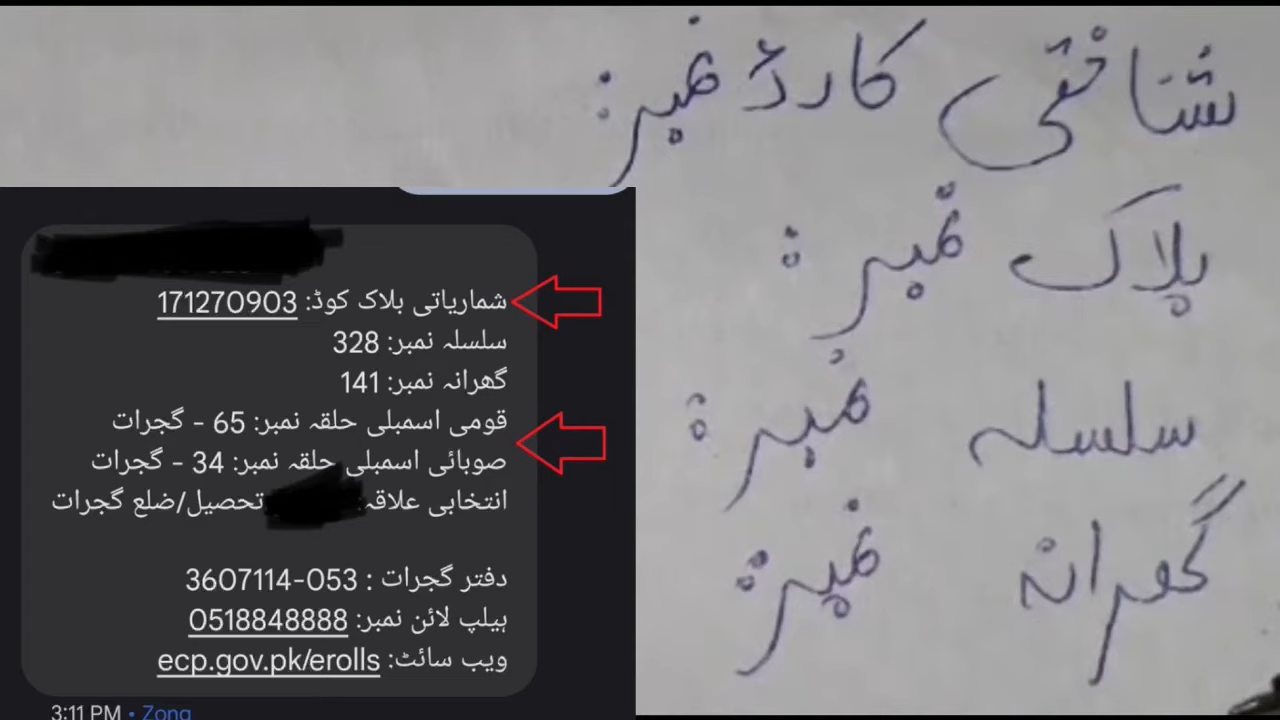 شناختی کارڈ نمبر:
بلاک نمبر:
سلسلہ نمبر:
گھرانہ نمبر:
شماریاتی بلاک کوڈ: 171270903
سلسلہ نمبر: 328
گھرانہ نمبر: 141
قومی اسمبلی حلقہ نمبر: 65 - گجرات
صوبائی اسمبلی حلقہ نمبر: 34 - گجرات
انتخابی علاقہ تحصیل/ضلع گجرات
دفتر گجرات : 053-3607114
ہیلپ لائن نمبر: 0518848888
ویب سائٹ: ecp.gov.pk/erolls
3:11 PM • Zong